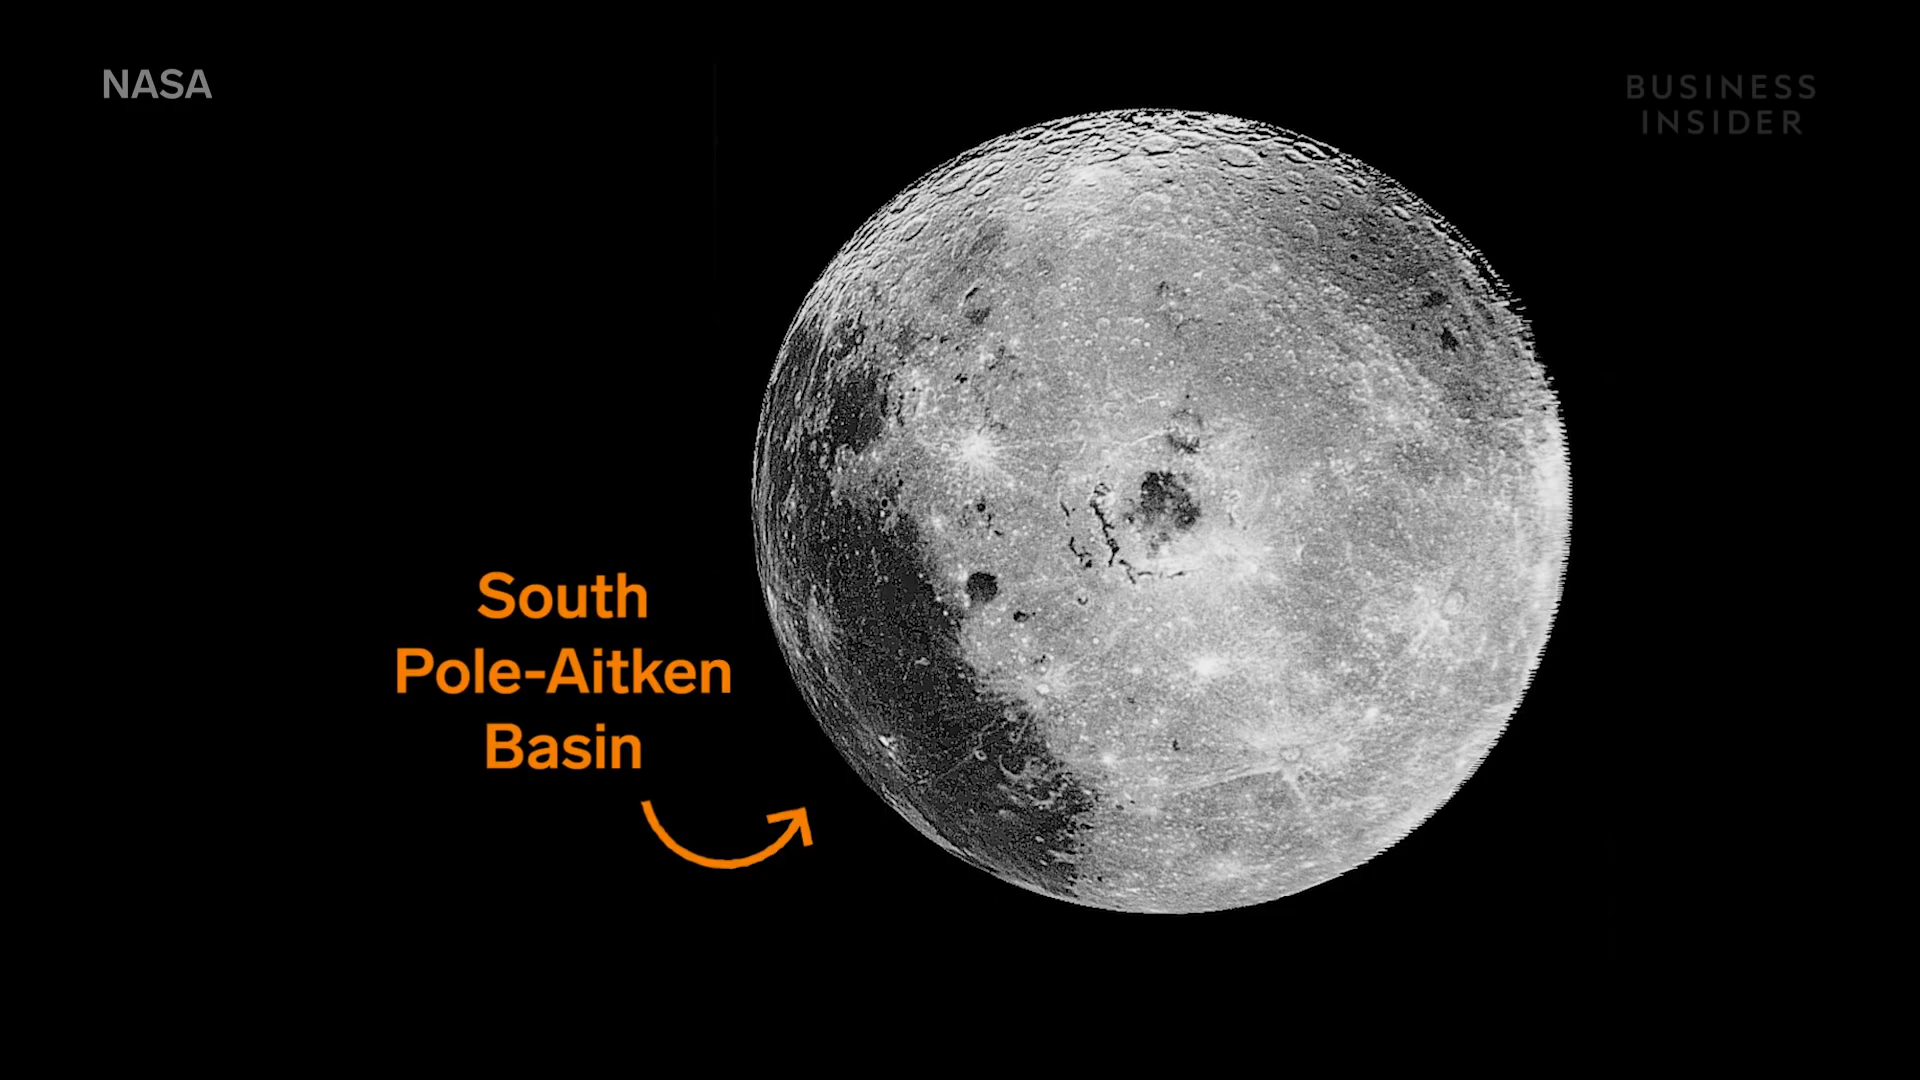 NASA
BUSINESS
INSIDER
South
Pole-Aitken
Basin